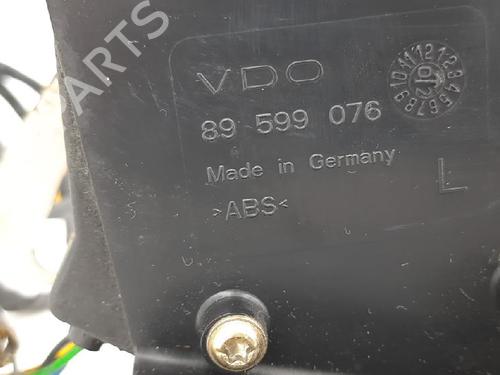 PARTS
VDO
89 599 076
Made in Germany
>ABS<
L